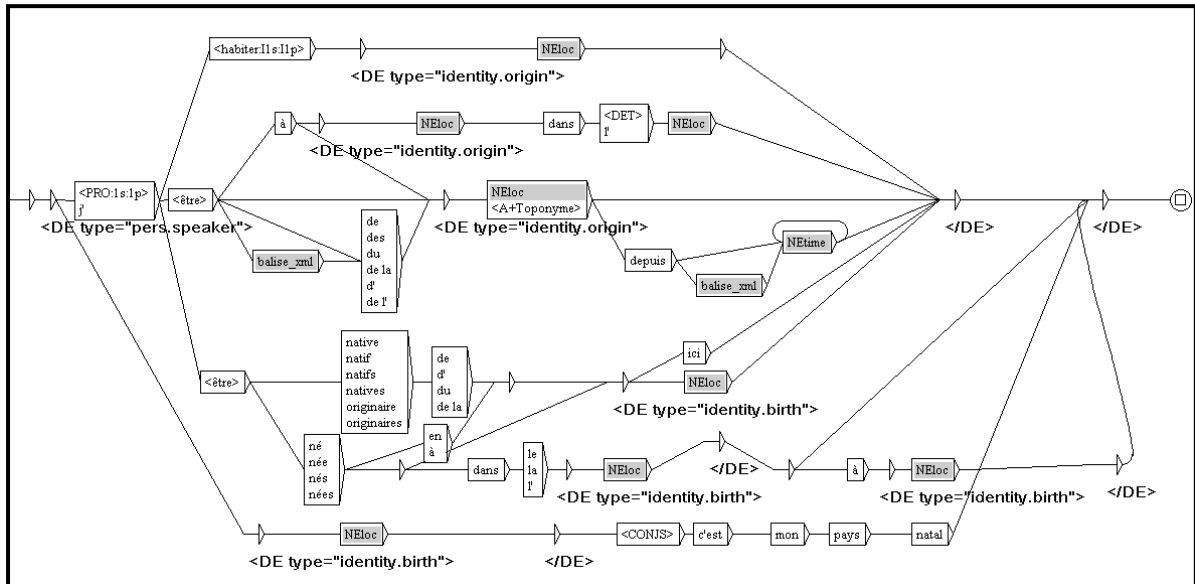 <habiter:I1s:I1p>
NEloc
<DE type="identity.origin">
à
NEloc
dans
<DET>
l'
NEloc
<DE type="identity.origin">
<PRO:1s:1p>
j'
<DE type="pers.speaker">
<être>
balise_xml
de
des
du
de la
d'
de l'
NEloc
<A+Toponyme>
<DE type="identity.origin">
depuis
balise_xml
NEtime
</DE>
</DE>
<être>
native
natif
natifs
natives
originaire
originaires
de
d'
du
de la
ici
NEloc
<DE type="identity.birth">
né
née
nés
nées
en
à
dans
le
la
l'
NEloc
<DE type="identity.birth">
</DE>
à
NEloc
<DE type="identity.birth">
</DE>
NEloc
<DE type="identity.birth">
</DE>
<CONJS>
c'est
mon
pays
natal